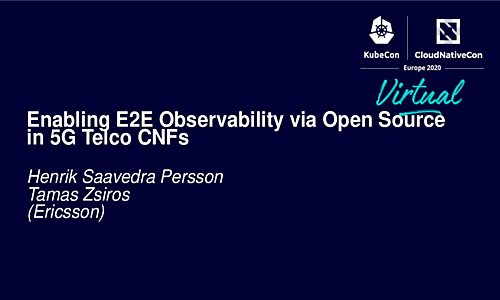 KubeCon
CloudNativeCon
Europe 2020
Virtual
Enabling E2E Observability via Open Source
in 5G Telco CNFs
Henrik Saavedra Persson
Tamas Zsiros
(Ericsson)